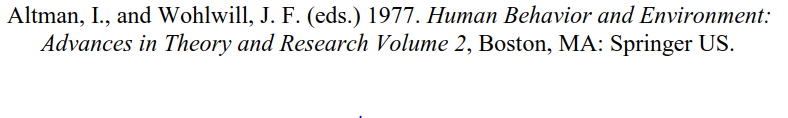 Altman, I., and Wohlwill, J. F. (eds.) 1977. Human Behavior and Environment:
Advances in Theory and Research Volume 2, Boston, MA: Springer US.